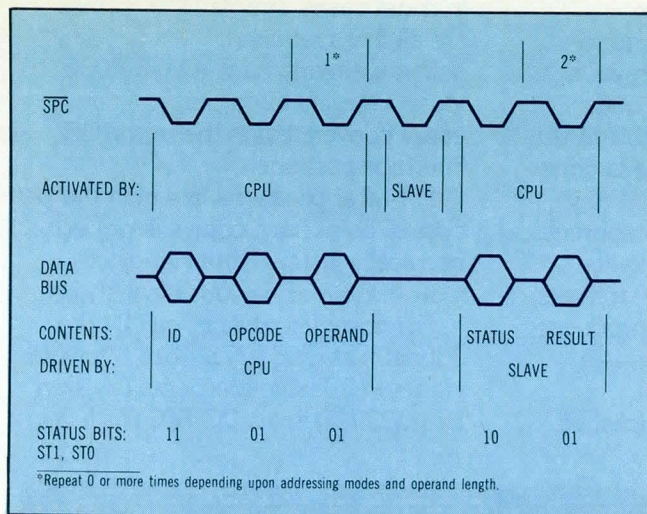 1* 2*
SPC
ACTIVATED BY: CPU SLAVE CPU
DATA
BUS
CONTENTS: ID OPCODE OPERAND STATUS RESULT
DRIVEN BY: CPU SLAVE
STATUS BITS: 11 01 01 10 01
ST1, ST0
*Repeat 0 or more times depending upon addressing modes and operand length.